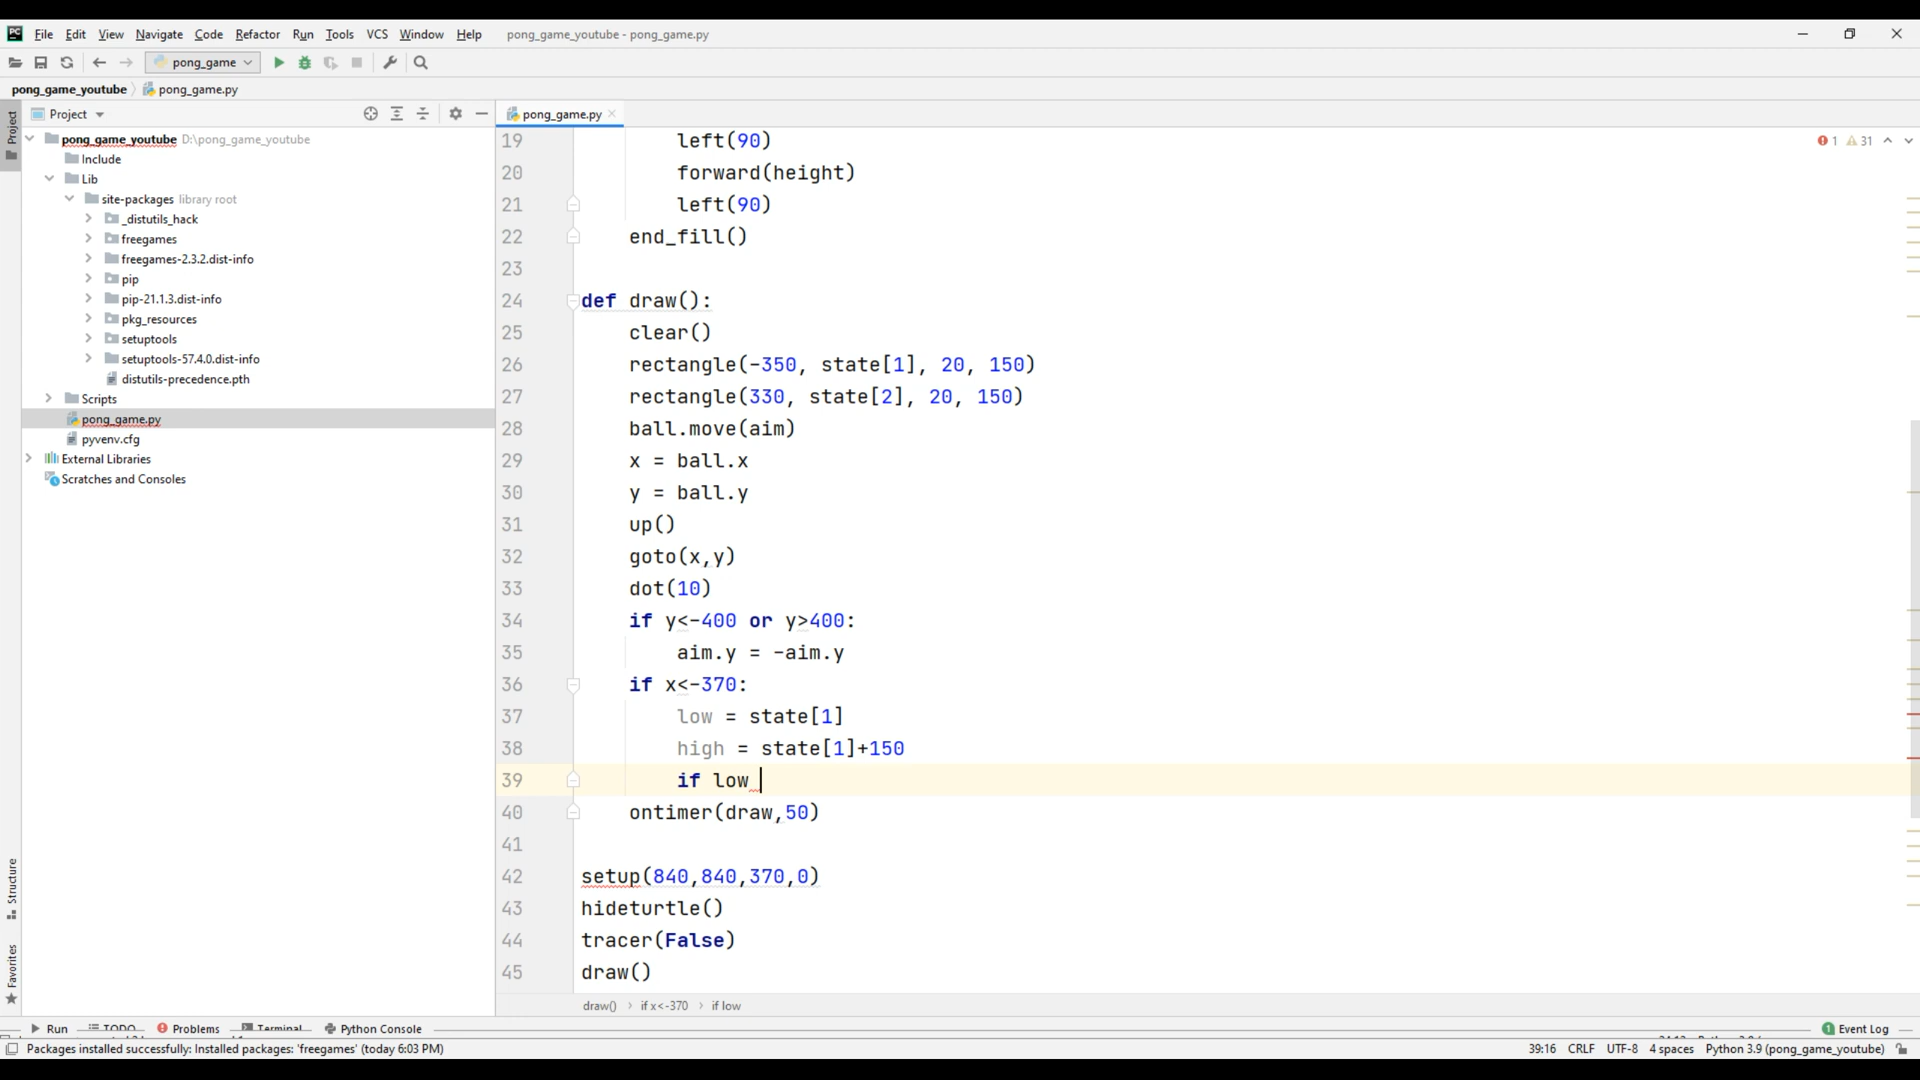 PC File Edit View Navigate Code Refactor Run Tools VCS Window Help pong_game_youtube - pong_game.py
pong_game
pong_game_youtube pong_game.py
Project
Project
pong_game.py
pong_game_youtube D:\pong_game_youtube
Include
Lib
site-packages library root
_distutils_hack
freegames
freegames-2.3.2.dist-info
pip
pip-21.1.3.dist-info
pkg_resources
setuptools
setuptools-57.4.0.dist-info
distutils-precedence.pth
Scripts
pong_game.py
pyvenv.cfg
External Libraries
Scratches and Consoles
1 31
19 left(90)
20 forward(height)
21 left(90)
22 end_fill()
23
24 def draw():
25 clear()
26 rectangle(-350, state[1], 20, 150)
27 rectangle(330, state[2], 20, 150)
28 ball.move(aim)
29 x = ball.x
30 y = ball.y
31 up()
32 goto(x,y)
33 dot(10)
34 if y<-400 or y>400:
35 aim.y = -aim.y
36 if x<-370:
37 low = state[1]
38 high = state[1]+150
39 if low
40 ontimer(draw,50)
41
42 setup(840,840,370,0)
43 hideturtle()
44 tracer(False)
45 draw()
draw() if x<-370 if low
Structure
Favorites
Run TODO Problems Terminal Python Console 1 Event Log
Packages installed successfully: Installed packages: 'freegames' (today 6:03 PM) 39:16 CRLF UTF-8 4 spaces Python 3.9 (pong_game_youtube)